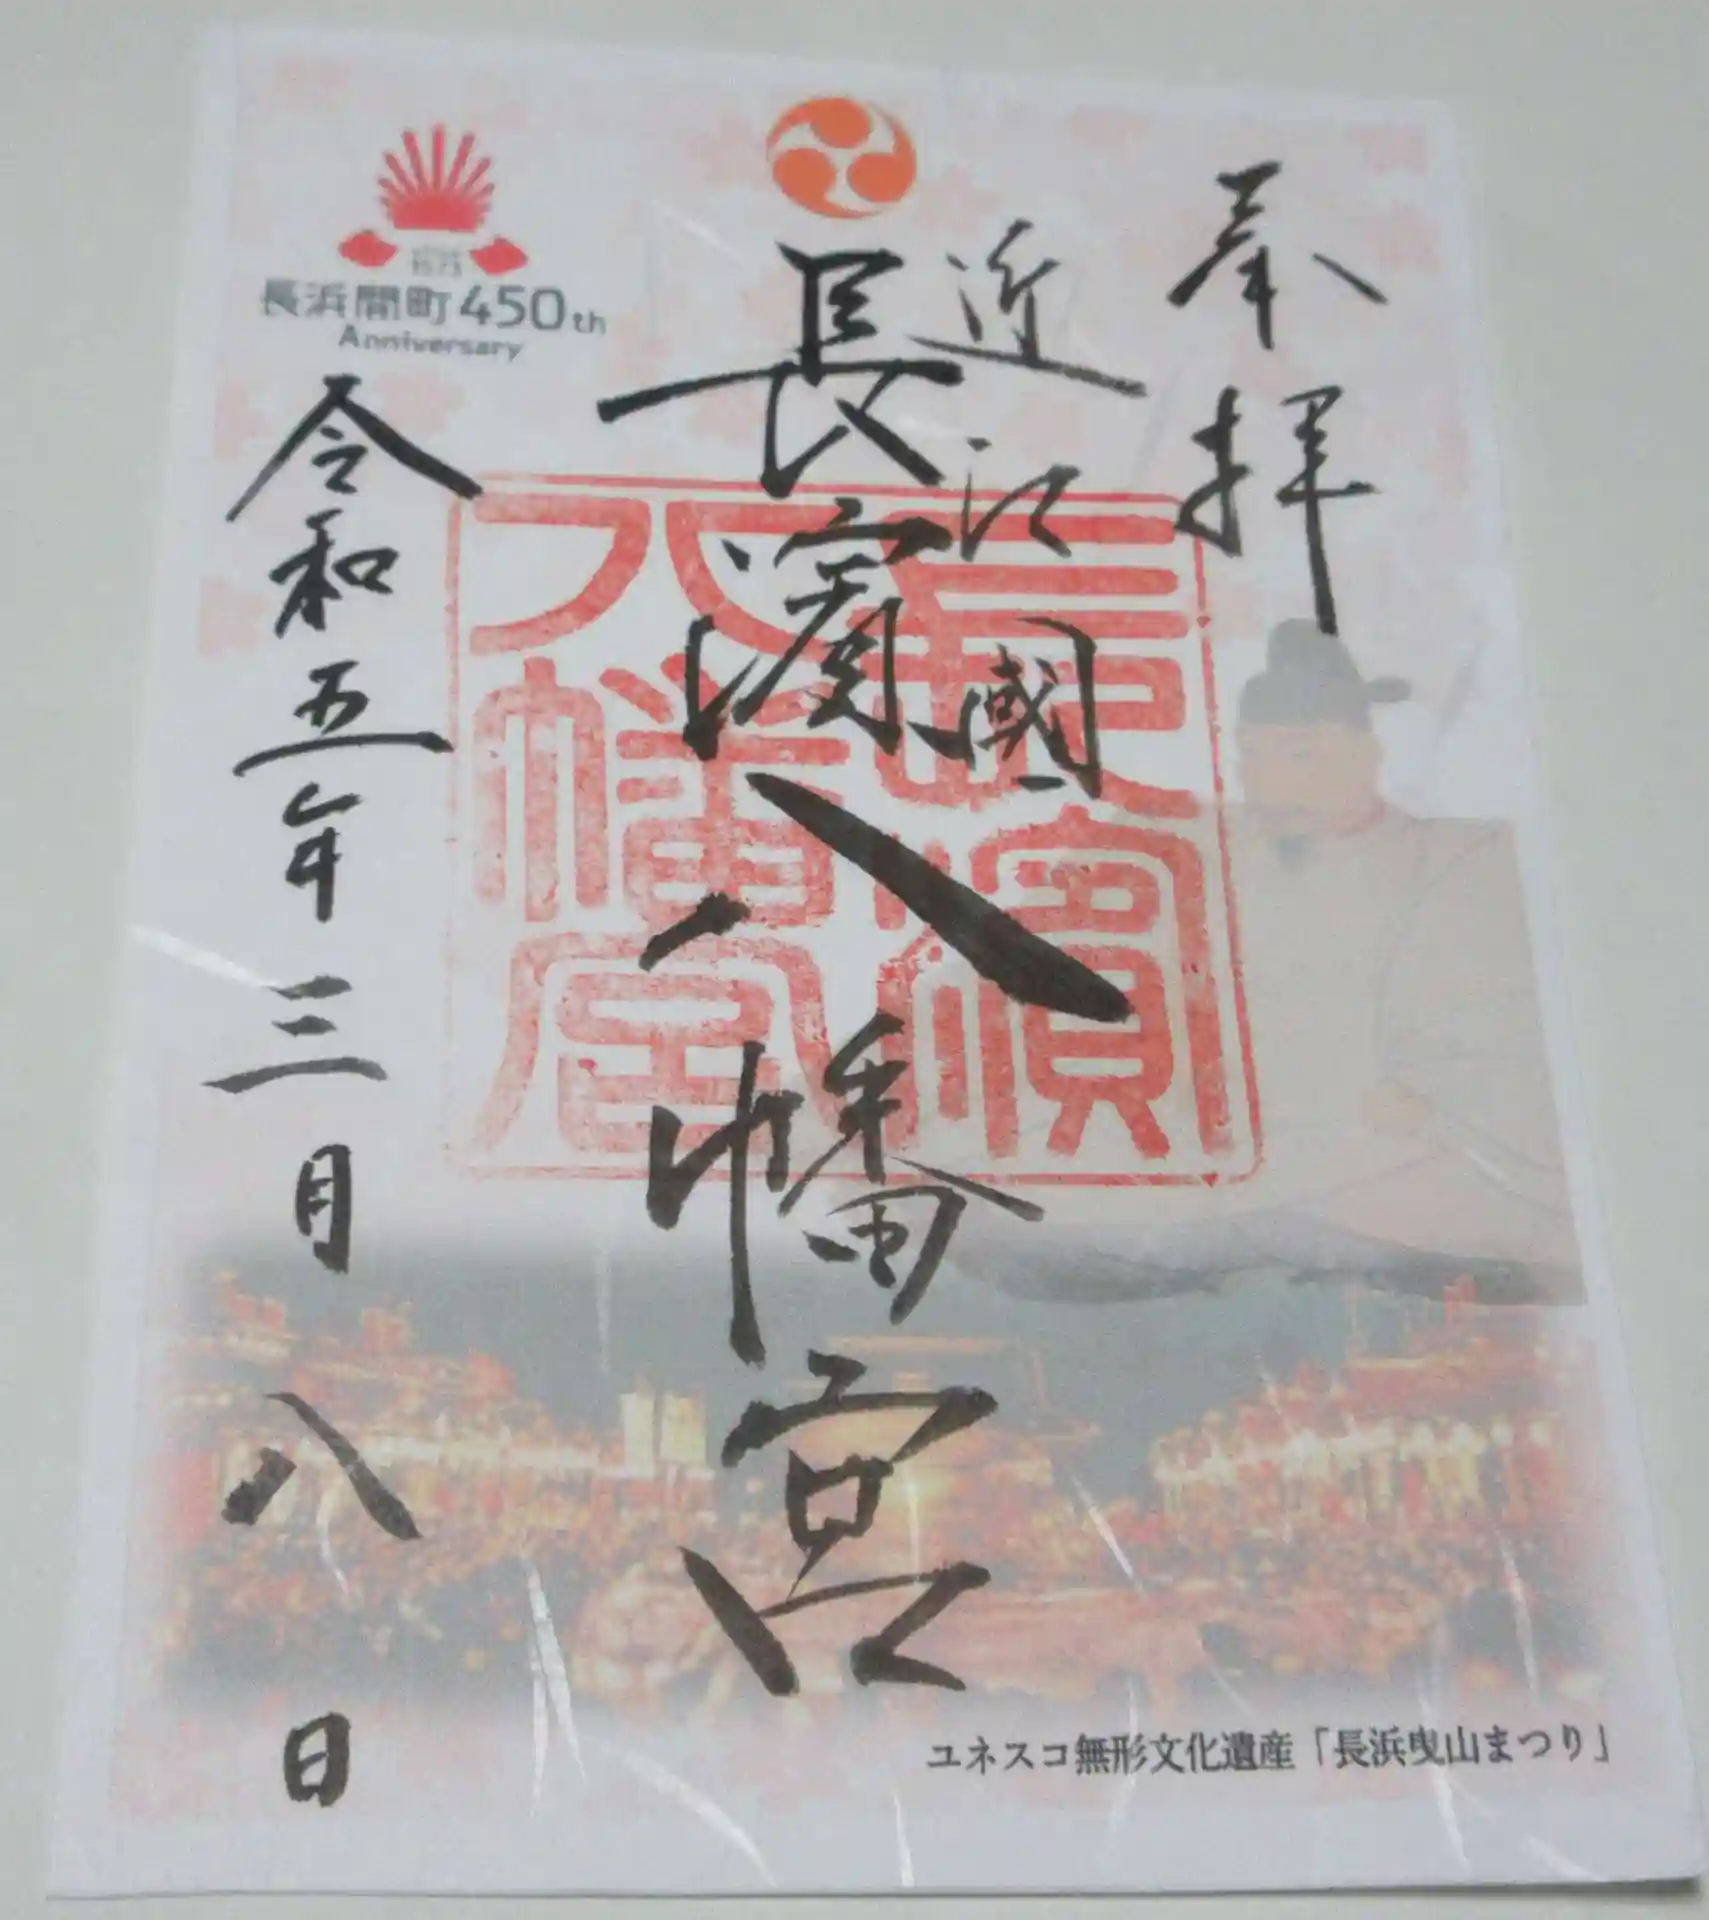 奉拝
近江國
長濱八幡宮
長濱八幡宮
長浜開町450th
Anniversary
令和五年三月八日
ユネスコ無形文化遺産「長浜曳山まつり」